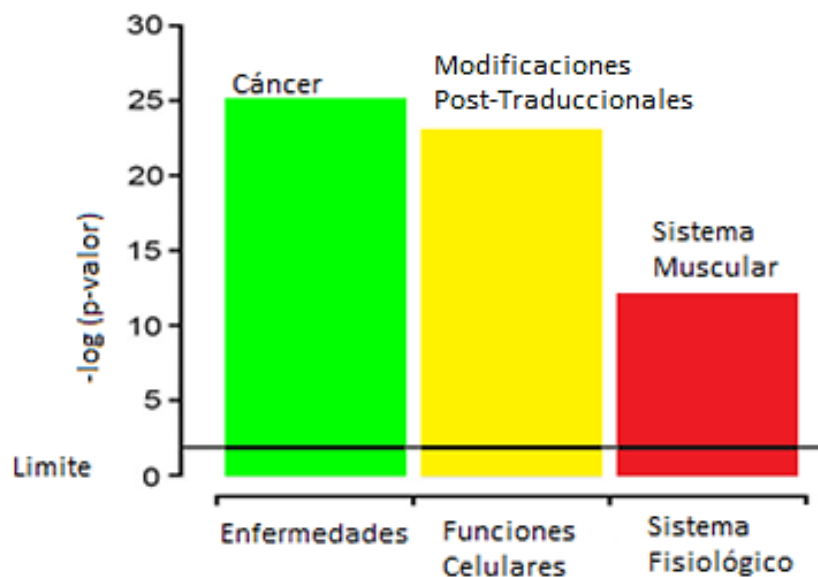 30
25
20
15
10
5
0
-log (p-valor)
Limite
Cáncer
Modificaciones
Post-Traduccionales
Sistema
Muscular
Enfermedades
Funciones
Celulares
Sistema
Fisiológico